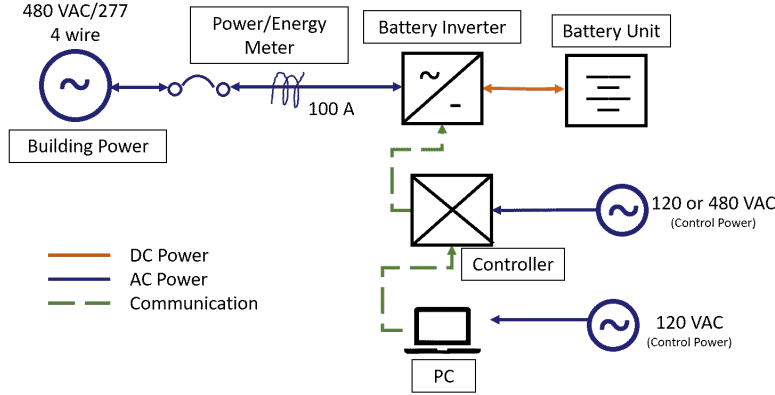 480 VAC/277
4 wire
Building Power
Power/Energy
Meter
100 A
Battery Inverter
Battery Unit
120 or 480 VAC
(Control Power)
Controller
DC Power
AC Power
Communication
120 VAC
(Control Power)
PC